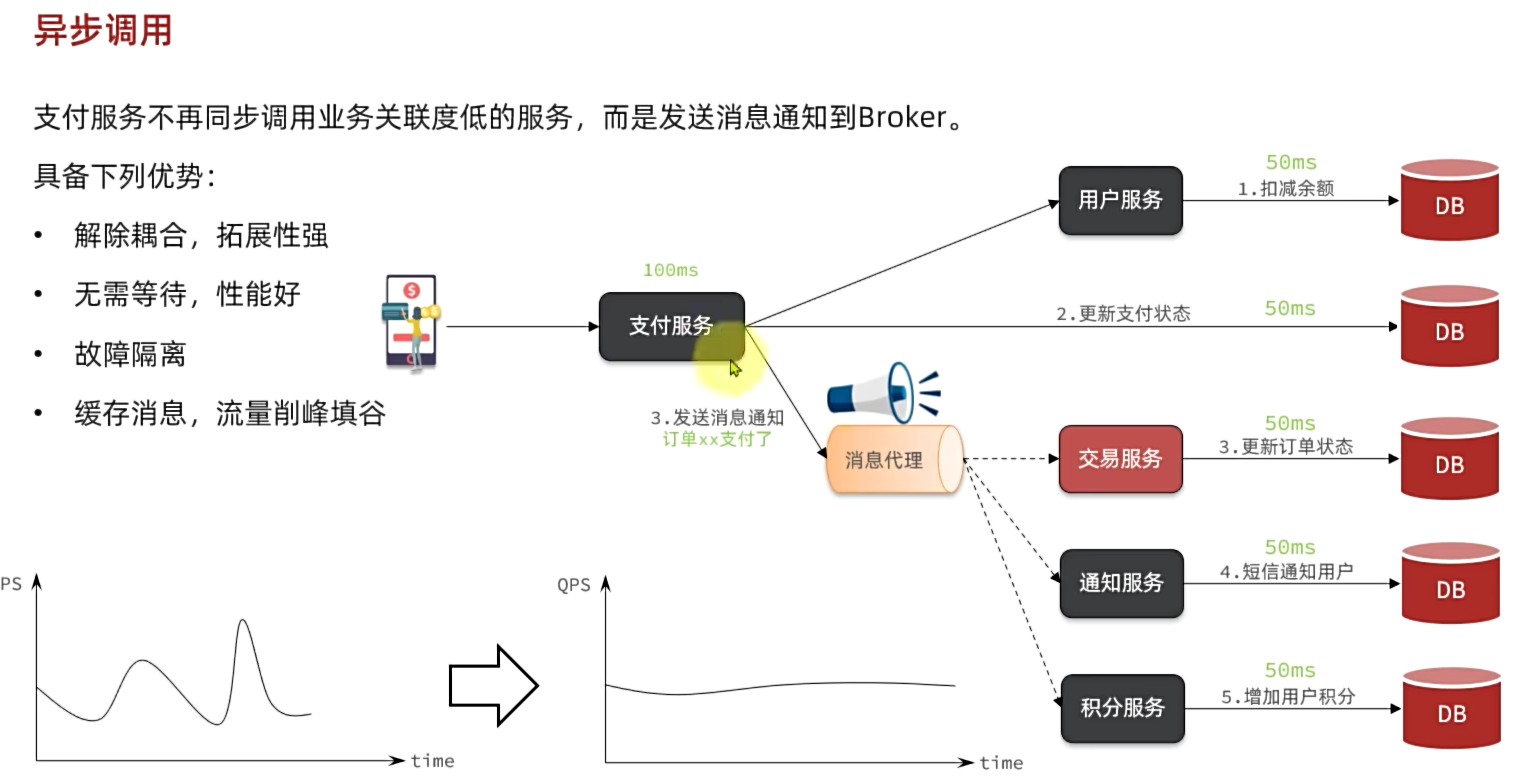 异步调用
支付服务不再同步调用业务关联度低的服务，而是发送消息通知到Broker。
具备下列优势：
• 解除耦合，拓展性强
• 无需等待，性能好
• 故障隔离
• 缓存消息，流量削峰填谷
$
100ms
支付服务
用户服务
50ms
1.扣减余额
DB
2.更新支付状态
50ms
DB
3.发送消息通知
订单xx支付了
消息代理
交易服务
50ms
3.更新订单状态
DB
通知服务
50ms
4.短信通知用户
DB
积分服务
50ms
5.增加用户积分
DB
PS
time
QPS
time